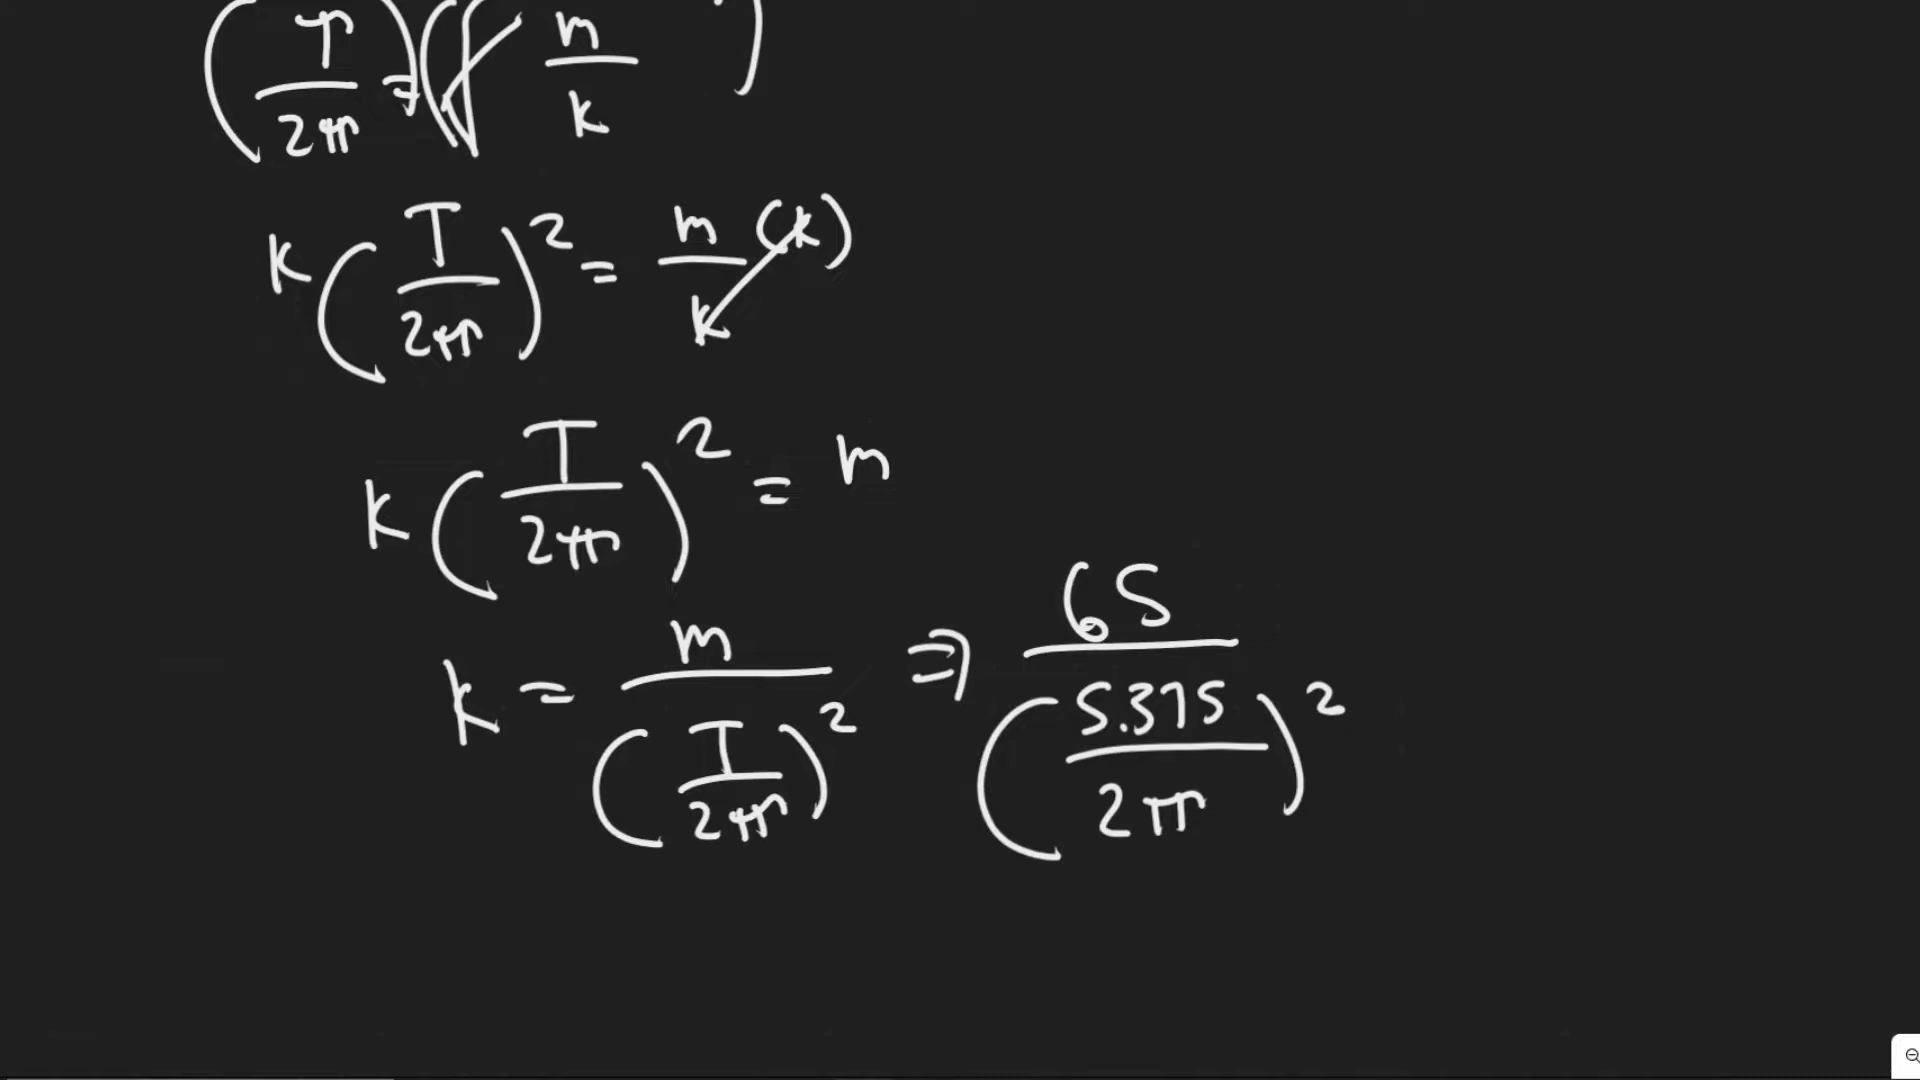 (T/2π) = (√ m/k )
k(T/2π)² = m/k (k)
k(T/2π)² = m
k = m/(T/2π)² ⇒ 65/(5.375/2π)²